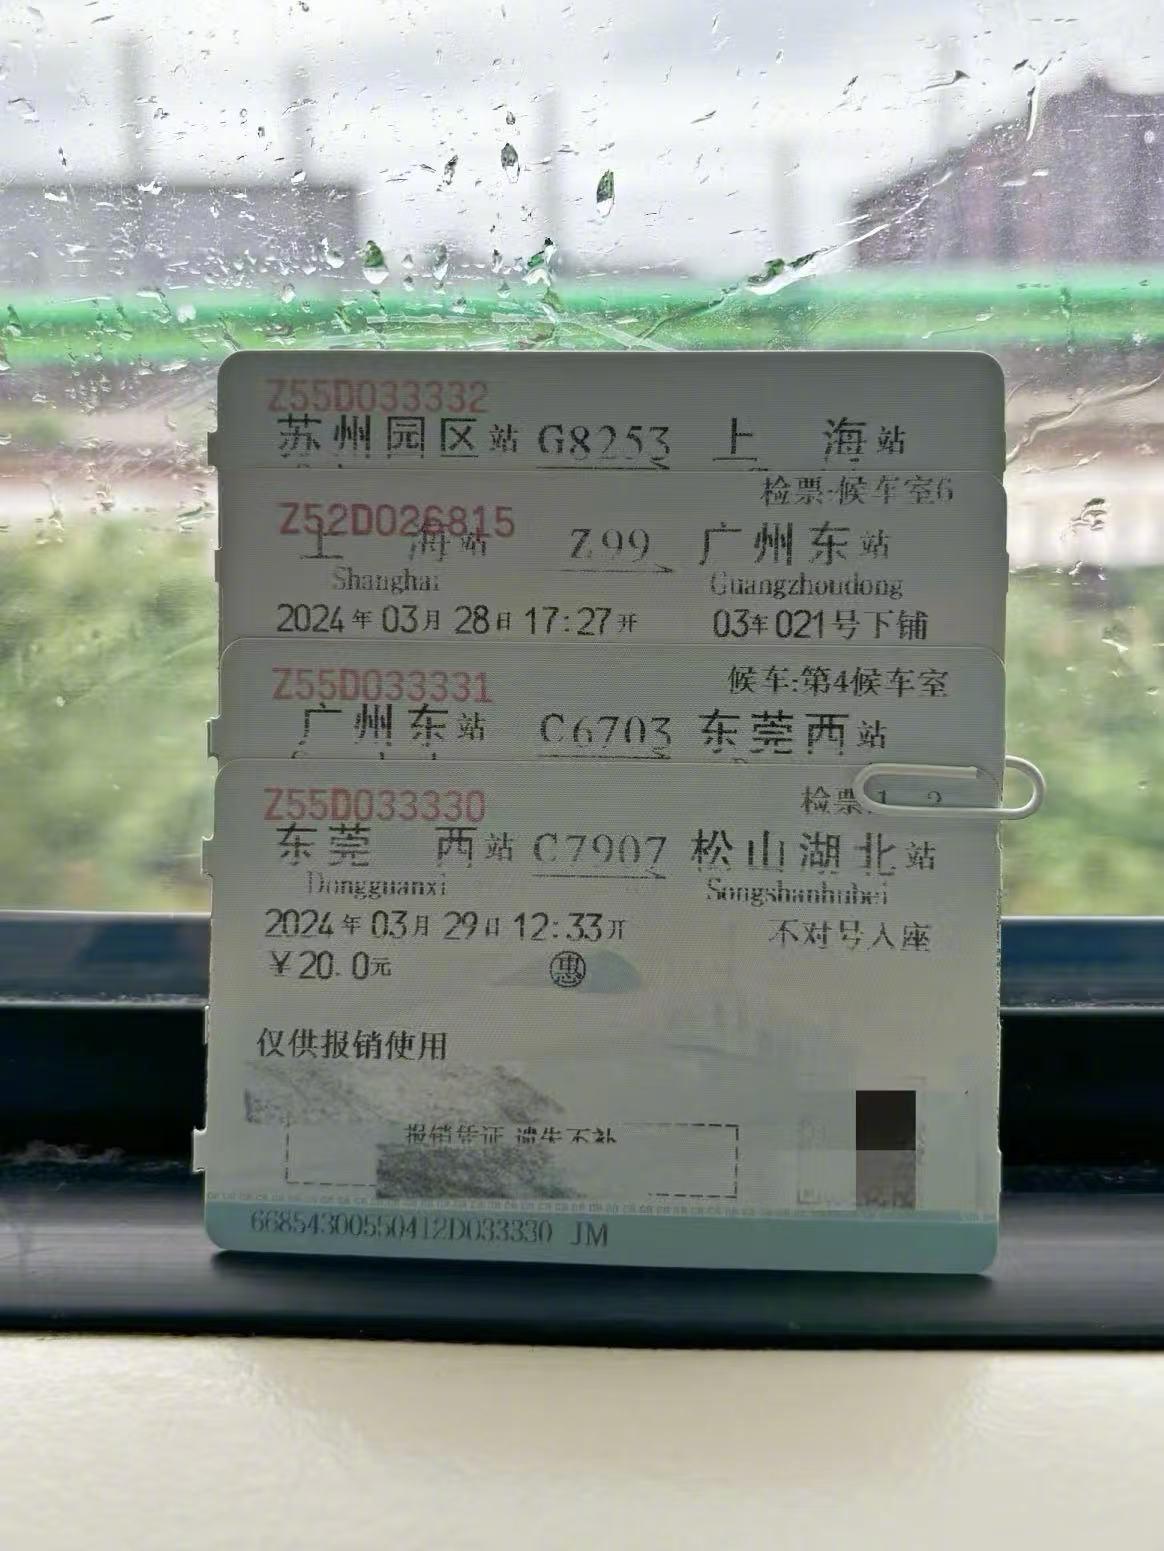 Z55D033332
苏州园区站 G8253 上海站
检票:候车室6
Z52D026815
上海站 Z99 广州东站
Shanghai Guangzhoudong
2024年03月28日17:27开 03车021号下铺
候车:第4候车室
Z55D033331
广州东站 C6703 东莞西站
检票:1 2
Z55D033330
东莞西站 C7907 松山湖北站
Dongguanxi Songshanhubei
2024年03月29日12:33开 不对号入座
￥20.0元 惠
仅供报销使用
报销凭证 遗失不补
66854300550412D033330 JM